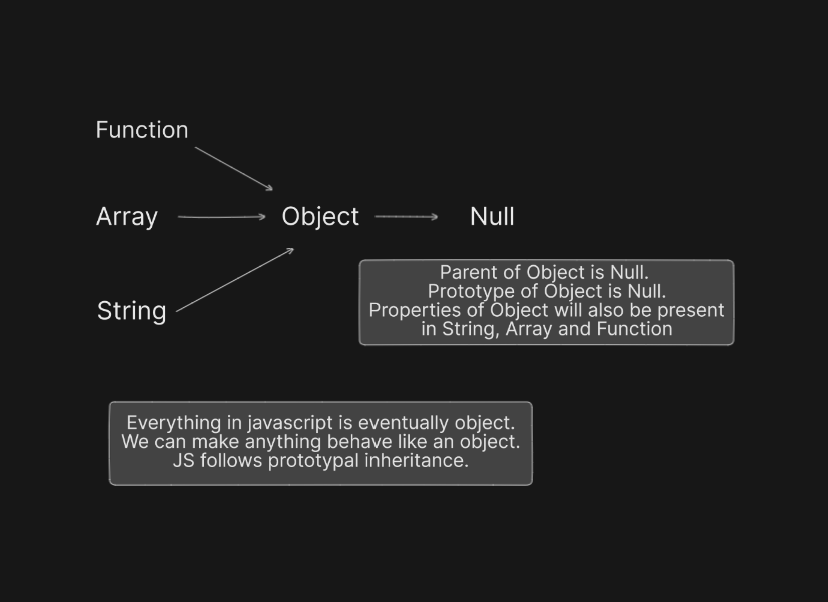 Function
Array
Object
Null
String
Parent of Object is Null.
Prototype of Object is Null.
Properties of Object will also be present
in String, Array and Function
Everything in javascript is eventually object.
We can make anything behave like an object.
JS follows prototypal inheritance.